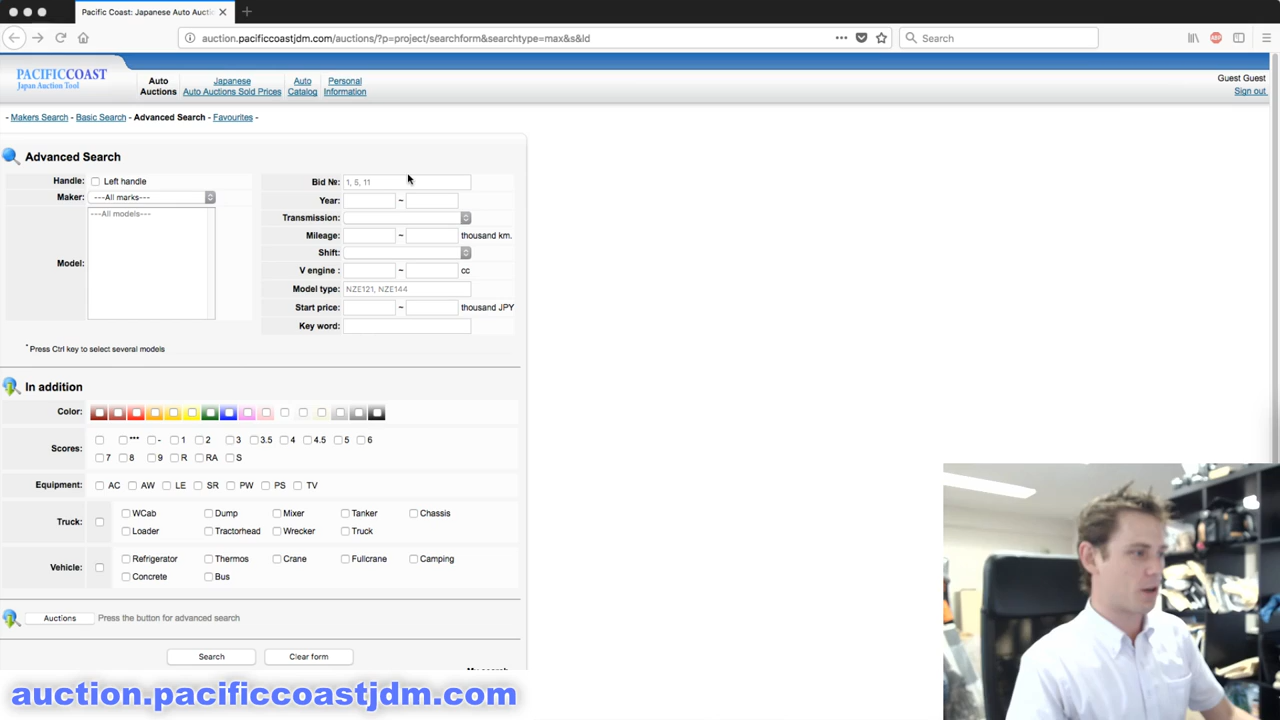 Pacific Coast: Japanese Auto Aucti
auction.pacificcoastjdm.com/auctions/?p=project/searchform&searchtype=max&s&ld
Search
ABP
PACIFICCOAST
Japan Auction Tool
Auto Auctions
Japanese Auto Auctions Sold Prices
Auto Catalog
Personal Information
Guest Guest
Sign out
- Makers Search - Basic Search - Advanced Search - Favourites -
Advanced Search
Handle: Left handle
Maker: ---All marks---
Model: ---All models---
* Press Ctrl key to select several models
Bid №: 1, 5, 11
Year: ~
Transmission:
Mileage: ~ thousand km.
Shift:
V engine : ~ cc
Model type: NZE121, NZE144
Start price: ~ thousand JPY
Key word:
In addition
Color:
Scores: *** - 1 2 3 3.5 4 4.5 5 6
7 8 9 R RA S
Equipment: AC AW LE SR PW PS TV
Truck: WCab Dump Mixer Tanker Chassis
Loader Tractorhead Wrecker Truck
Vehicle: Refrigerator Thermos Crane Fullcrane Camping
Concrete Bus
Auctions Press the button for advanced search
Search Clear form
auction.pacificcoastjdm.com